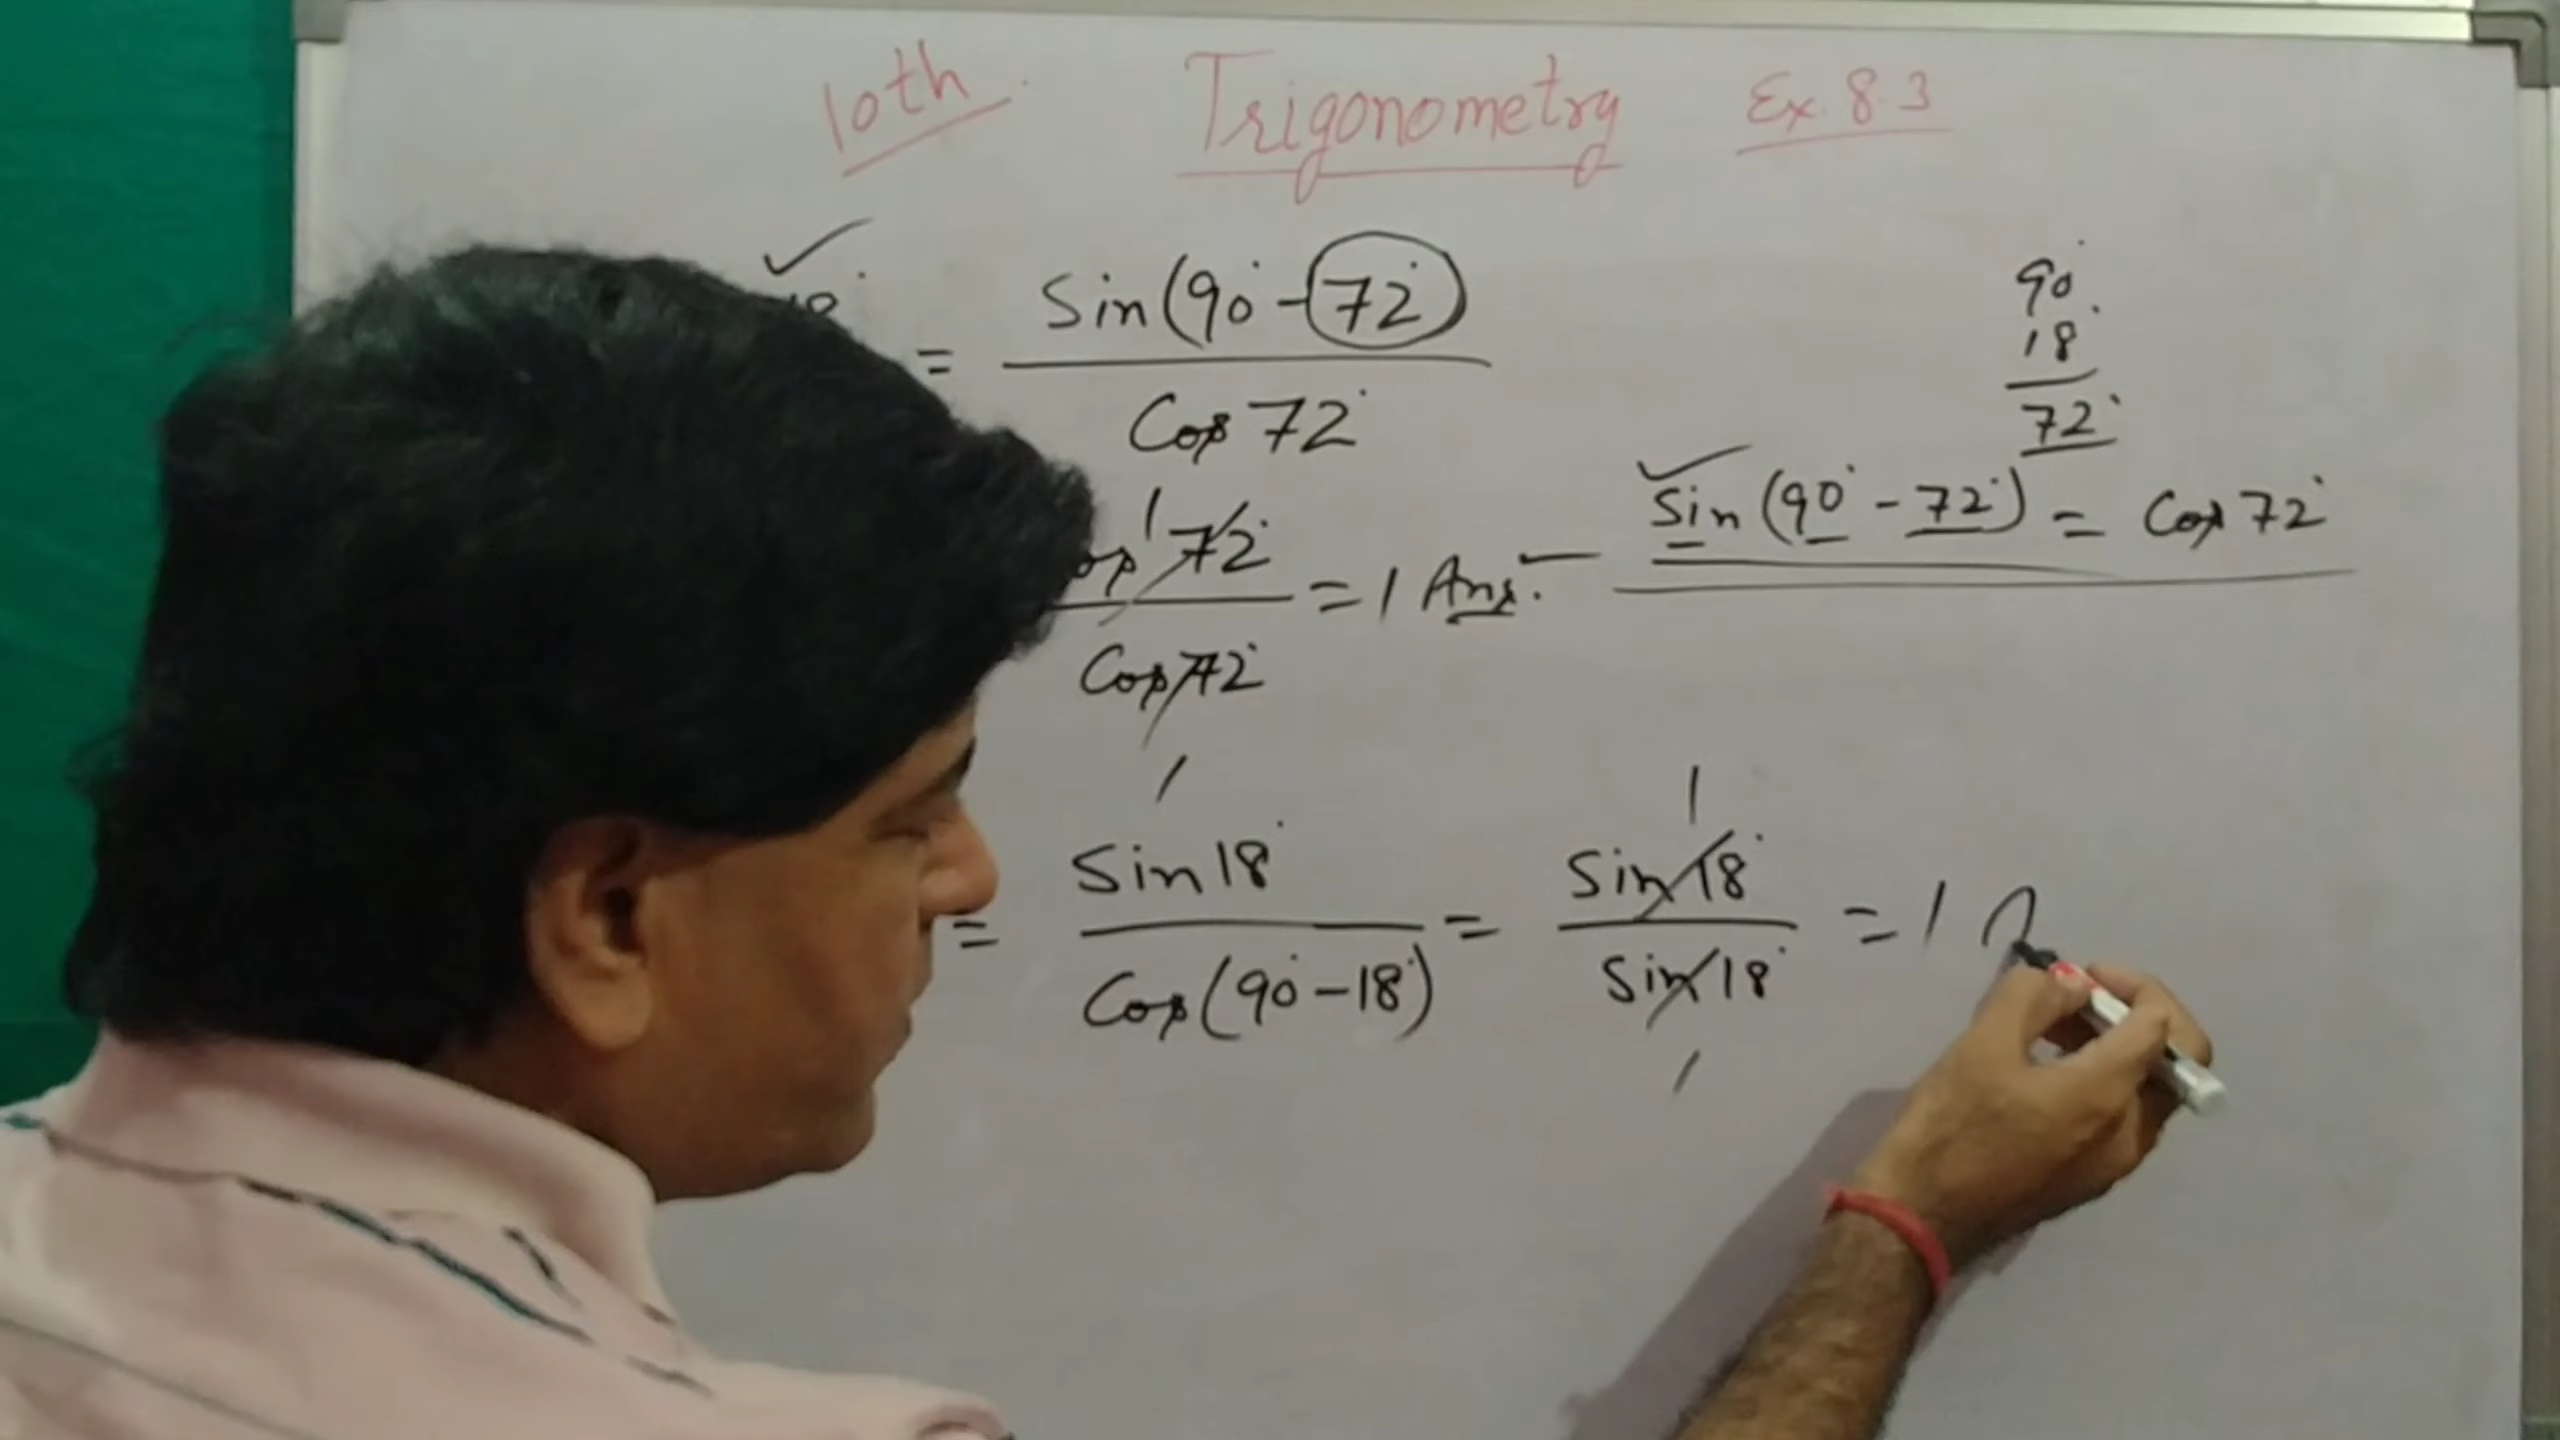 10th. Trigonometry Ex. 8.3
18° = Sin(90°-72°) 90°
Cos 72° 18°
72°
Sin (90° - 72°) = Cos 72°
1
Cos 72° = 1 Ans.
Cos 72°
1
1
= Sin 18° = Sin 18° = 1
Cos(90°-18°) Sin 18°
1